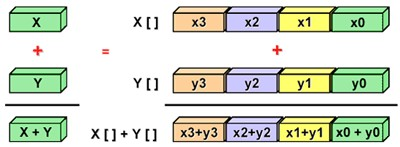 X X [ ] x3 x2 x1 x0
+ = +
Y Y [ ] y3 y2 y1 y0
X + Y X [ ] + Y [ ] x3+y3 x2+y2 x1+y1 x0 + y0